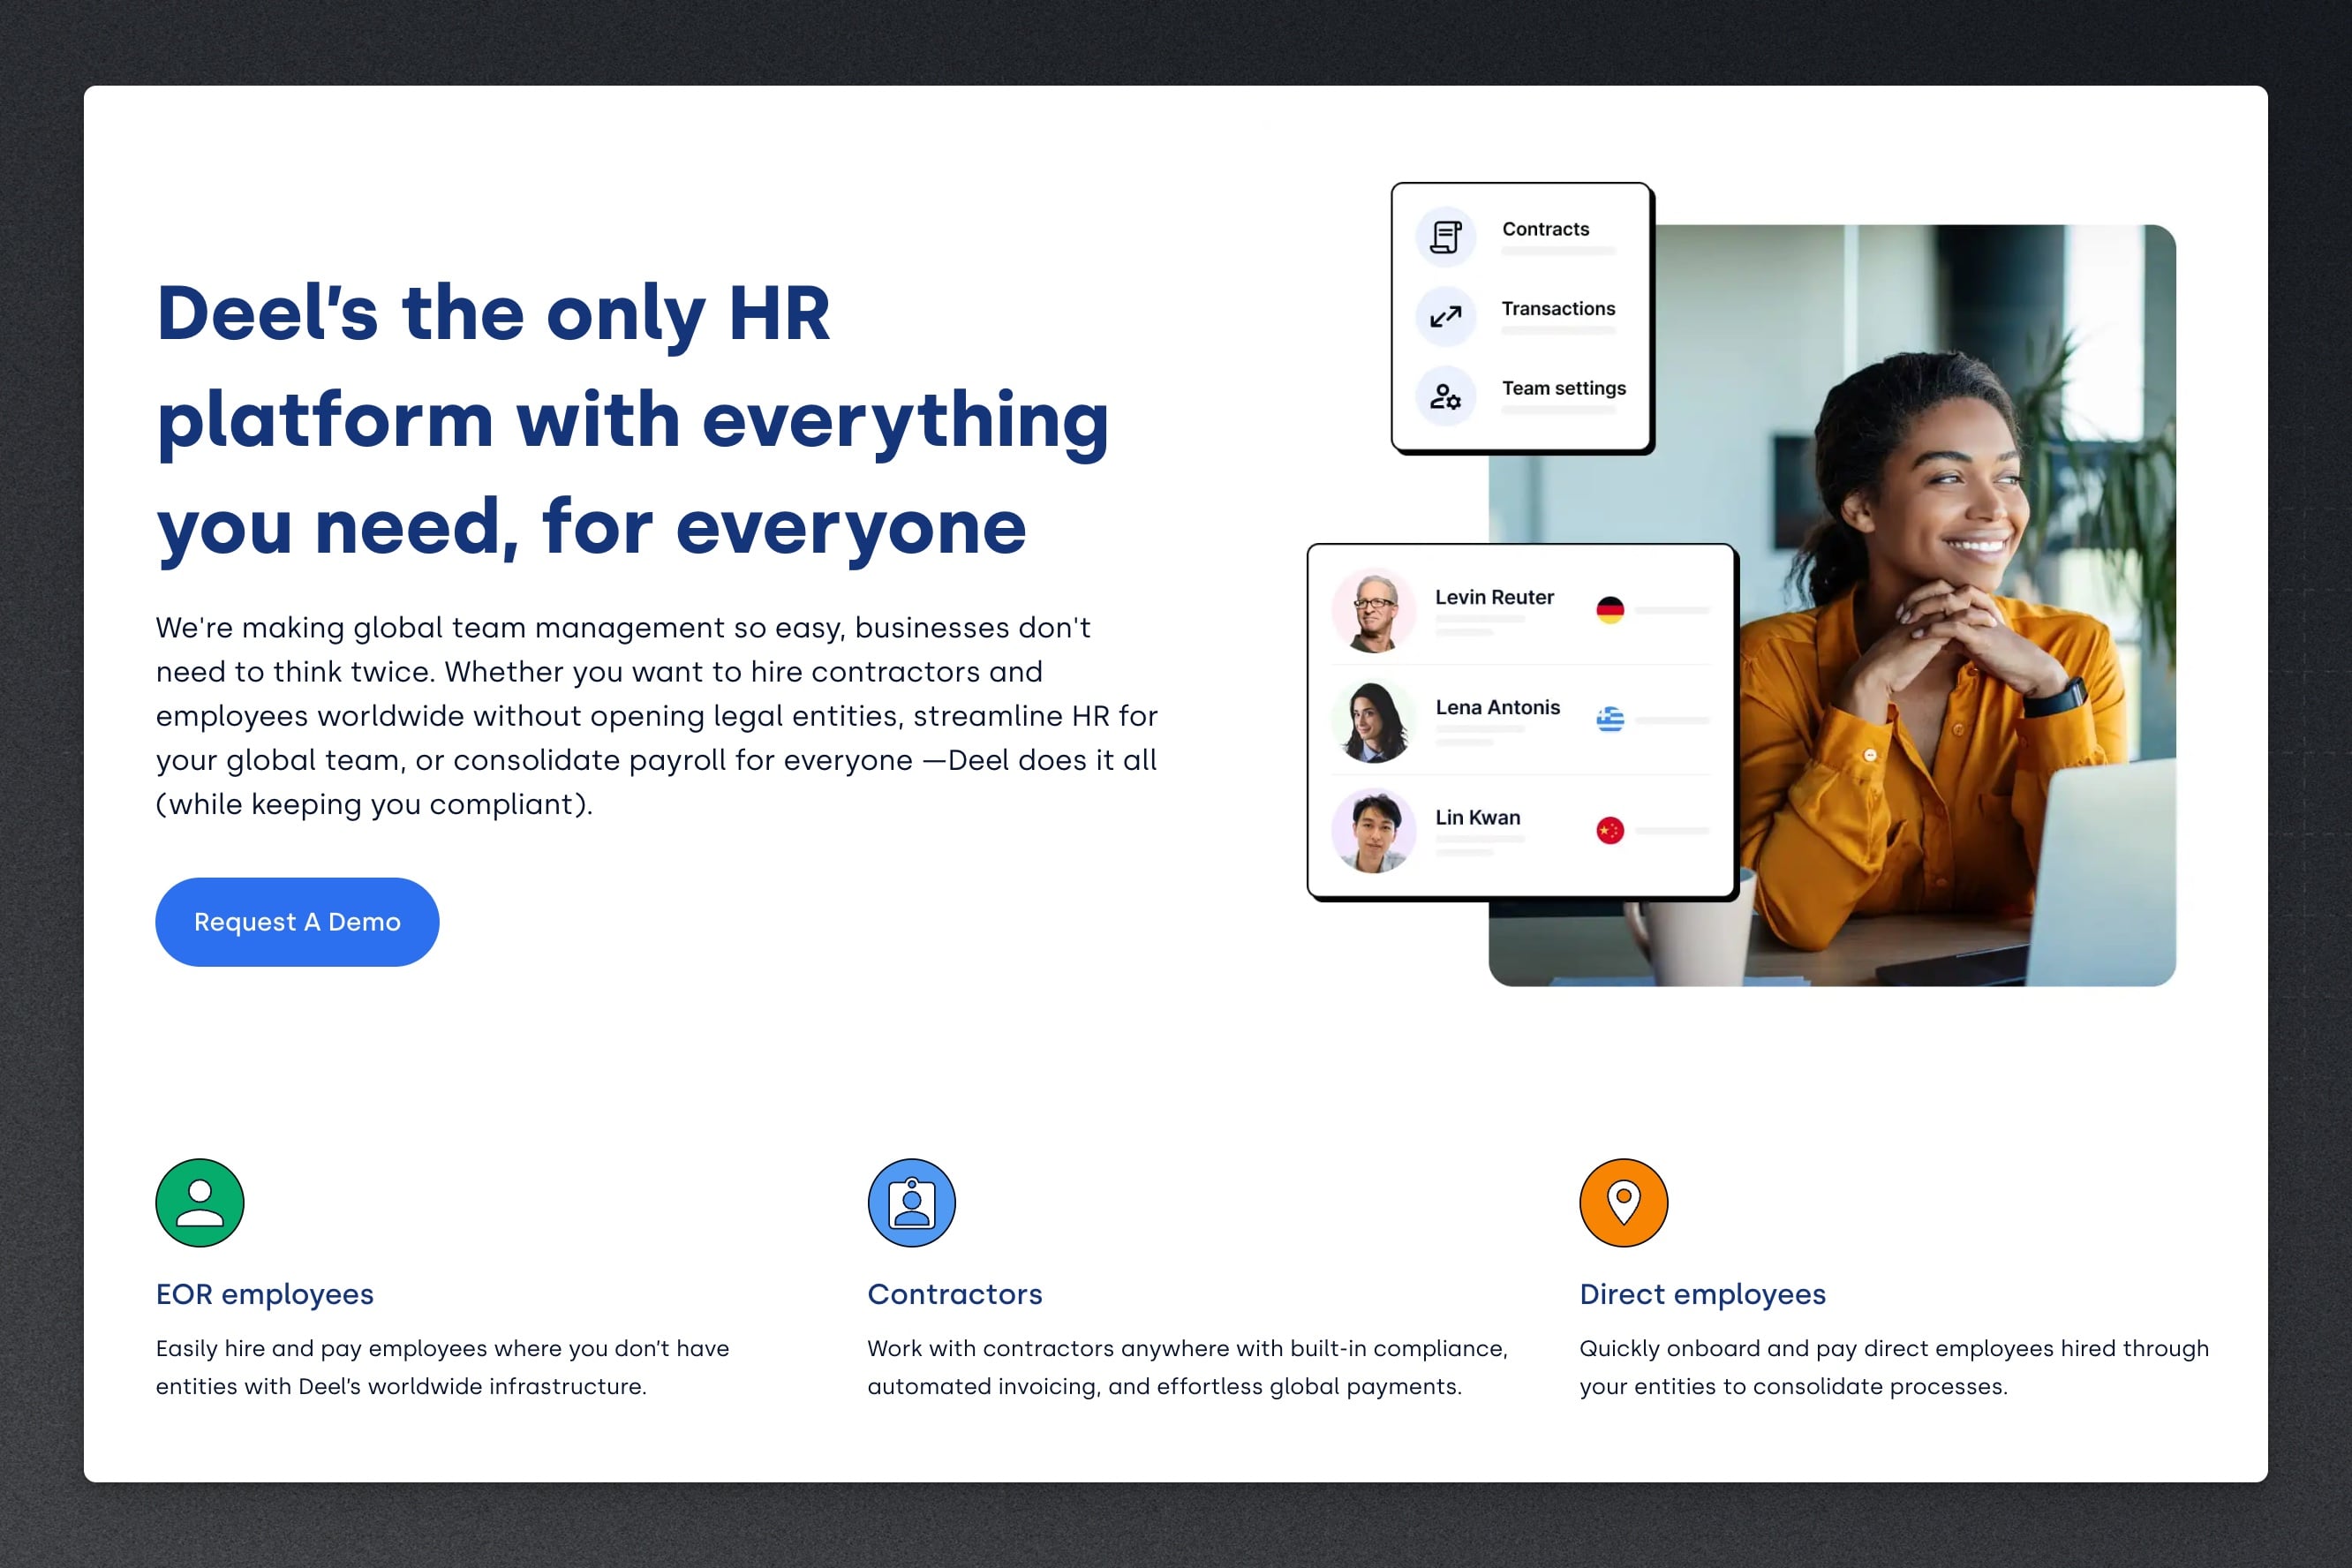 Deel’s the only HR
platform with everything
you need, for everyone
We're making global team management so easy, businesses don't
need to think twice. Whether you want to hire contractors and
employees worldwide without opening legal entities, streamline HR for
your global team, or consolidate payroll for everyone —Deel does it all
(while keeping you compliant).
Request A Demo
Contracts
Transactions
Team settings
Levin Reuter
Lena Antonis
Lin Kwan
EOR employees
Easily hire and pay employees where you don’t have
entities with Deel’s worldwide infrastructure.
Contractors
Work with contractors anywhere with built-in compliance,
automated invoicing, and effortless global payments.
Direct employees
Quickly onboard and pay direct employees hired through
your entities to consolidate processes.